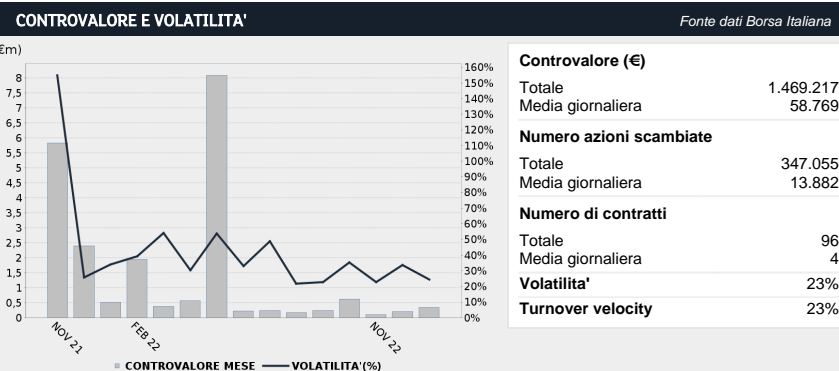 CONTROVALORE E VOLATILITA'
Fonte dati Borsa Italiana
€m)
8
7,5
7
6,5
6
5,5
5
4,5
4
3,5
3
2,5
2
1,5
1
0,5
0
160%
150%
140%
130%
120%
110%
100%
90%
80%
70%
60%
50%
40%
30%
20%
10%
0%
NOV 21
FEB 22
NOV 22
CONTROVALORE MESE
VOLATILITA'(%)
Controvalore (€)
Totale 1.469.217
Media giornaliera 58.769
Numero azioni scambiate
Totale 347.055
Media giornaliera 13.882
Numero di contratti
Totale 96
Media giornaliera 4
Volatilita' 23%
Turnover velocity 23%